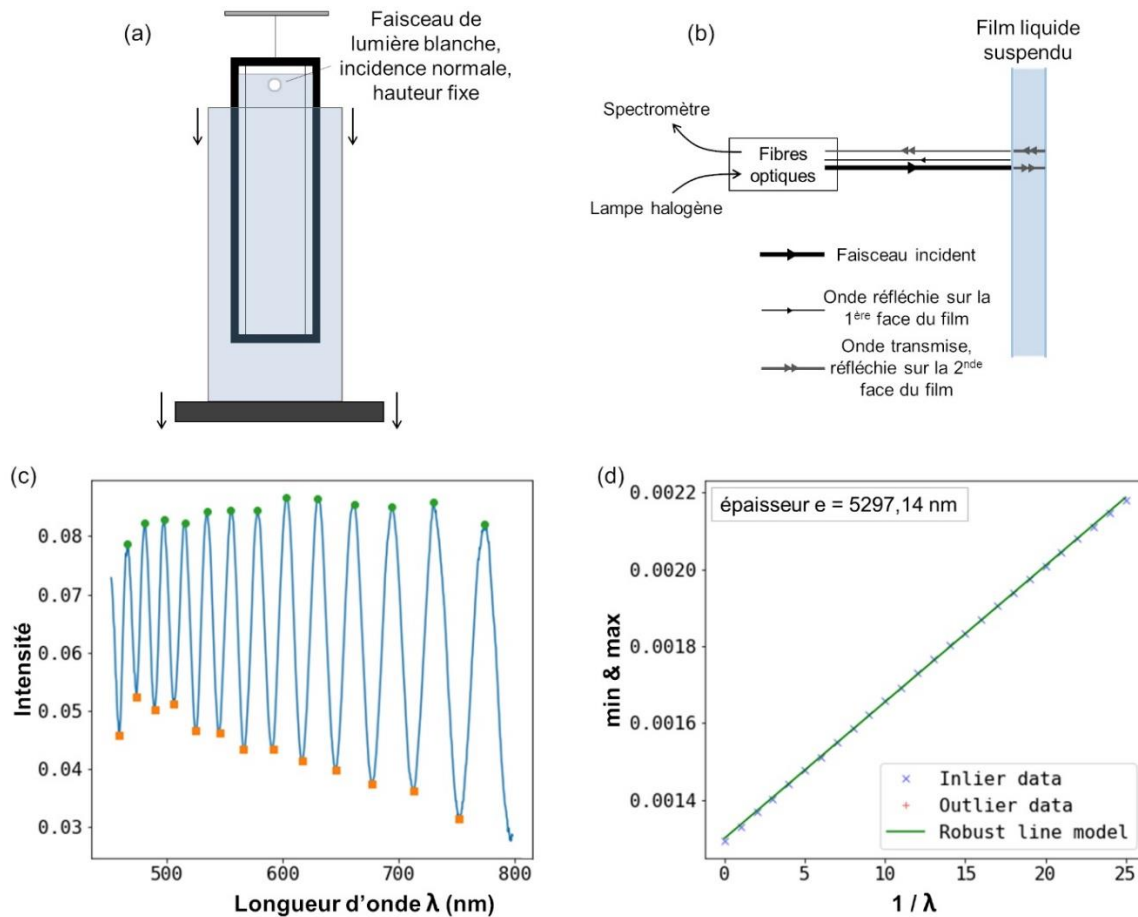 (a)
Faisceau de
lumière blanche,
incidence normale,
hauteur fixe
(b)
Film liquide
suspendu
Spectromètre
Fibres
optiques
Lampe halogène
Faisceau incident
Onde réfléchie sur la
1ère face du film
Onde transmise,
réfléchie sur la 2nde
face du film
(c)
Intensité
0.08
0.07
0.06
0.05
0.04
0.03
500
600
700
800
Longueur d'onde λ (nm)
(d)
min & max
épaisseur e = 5297,14 nm
0.0022
0.0020
0.0018
0.0016
0.0014
Inlier data
Outlier data
Robust line model
0
5
10
15
20
25
1 / λ